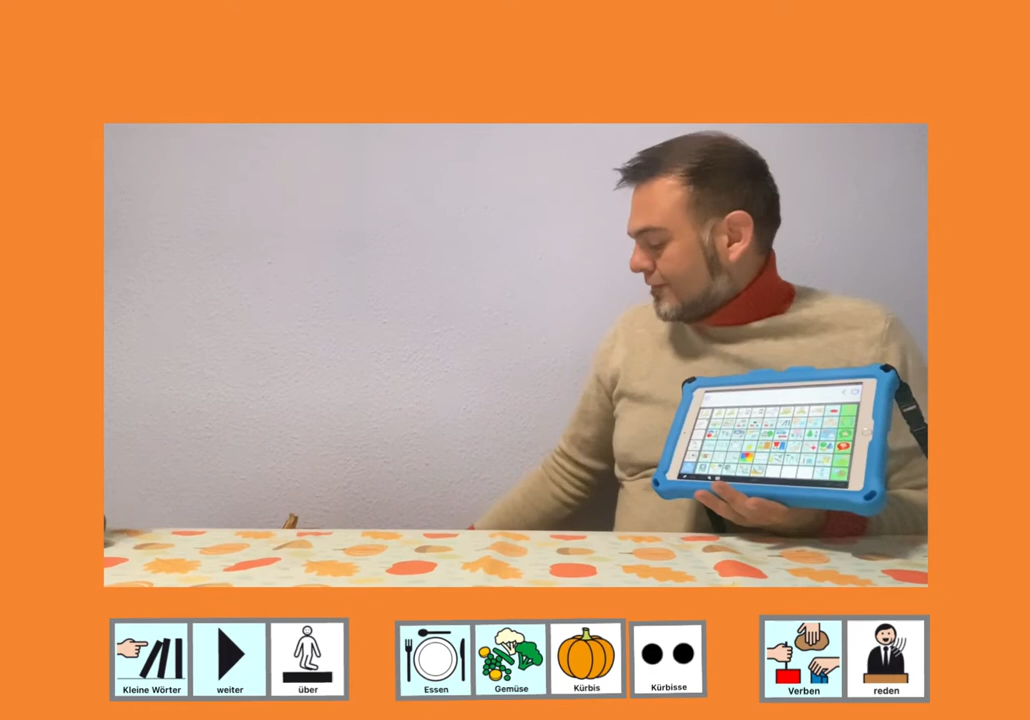 Kleine Wörter
weiter
über
Essen
Gemüse
Kürbis
Kürbisse
Verben
reden